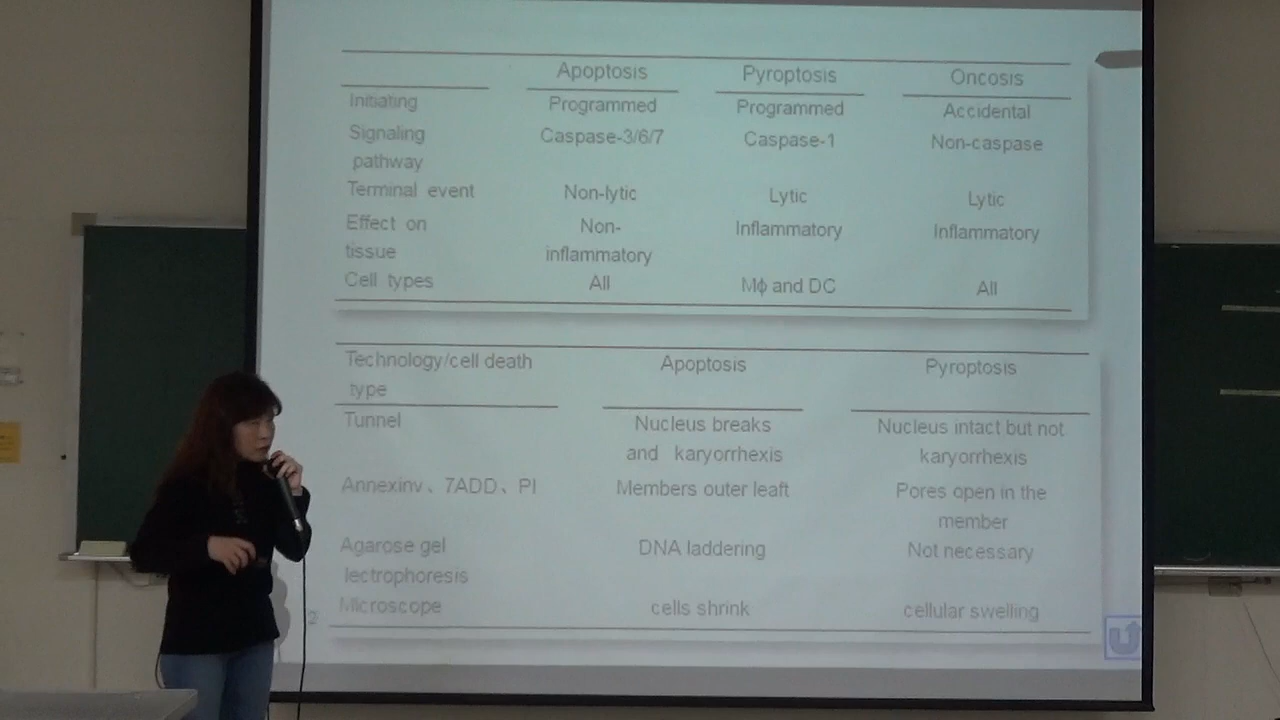 Apoptosis Pyroptosis Oncosis
Initiating Programmed Programmed Accidental
Signaling Caspase-3/6/7 Caspase-1 Non-caspase
pathway
Terminal event Non-lytic Lytic Lytic
Effect on Non- Inflammatory Inflammatory
tissue inflammatory
Cell types All Mϕ and DC All
Technology/cell death Apoptosis Pyroptosis
type
Tunnel Nucleus breaks Nucleus intact but not
and karyorrhexis karyorrhexis
Annexinv、7ADD、PI Members outer leaft Pores open in the
member
Agarose gel DNA laddering Not necessary
lectrophoresis
Microscope cells shrink cellular swelling
2